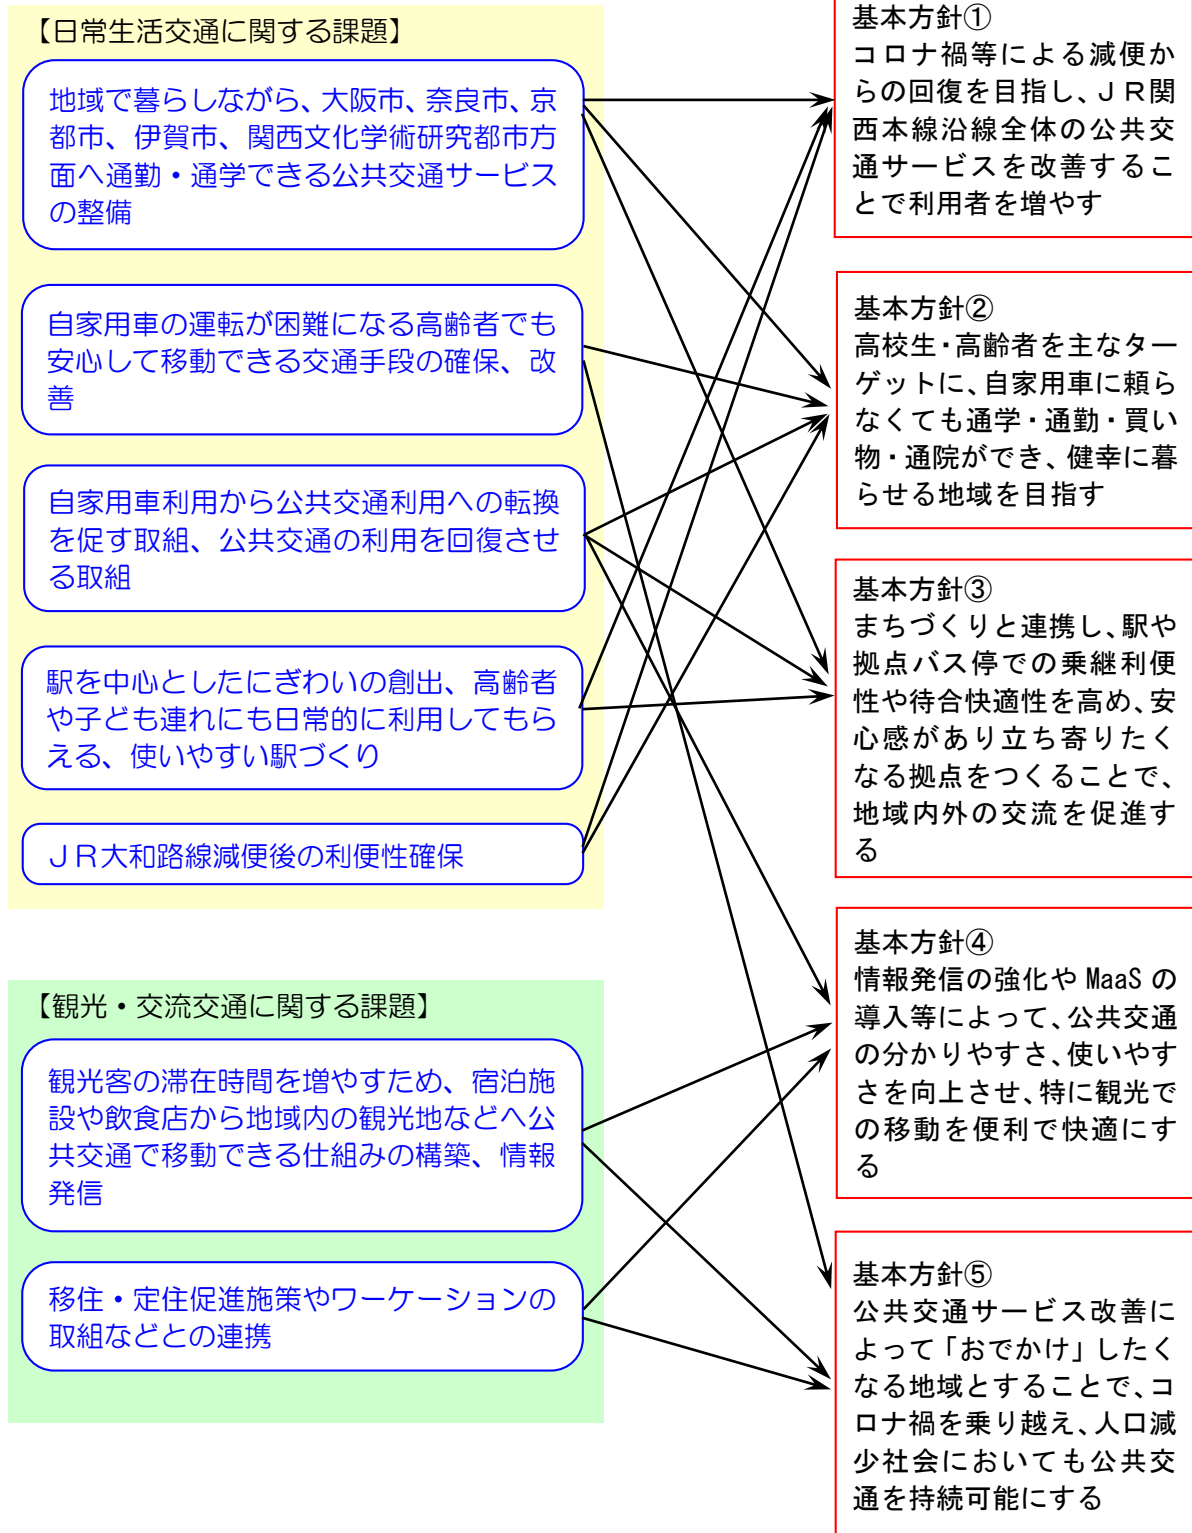 【日常生活交通に関する課題】
地域で暮らしながら、大阪市、奈良市、京
都市、伊賀市、関西文化学術研究都市方
面へ通勤・通学できる公共交通サービス
の整備
自家用車の運転が困難になる高齢者でも
安心して移動できる交通手段の確保、改
善
自家用車利用から公共交通利用への転換
を促す取組、公共交通の利用を回復させ
る取組
駅を中心としたにぎわいの創出、高齢者
や子ども連れにも日常的に利用してもら
える、使いやすい駅づくり
ＪＲ大和路線減便後の利便性確保
【観光・交流交通に関する課題】
観光客の滞在時間を増やすため、宿泊施
設や飲食店から地域内の観光地などへ公
共交通で移動できる仕組みの構築、情報
発信
移住・定住促進施策やワーケーションの
取組などとの連携
基本方針①
コロナ禍等による減便か
らの回復を目指し、ＪＲ関
西本線沿線全体の公共交
通サービスを改善するこ
とで利用者を増やす
基本方針②
高校生・高齢者を主なター
ゲットに、自家用車に頼ら
なくても通学・通勤・買い
物・通院ができ、健幸に暮
らせる地域を目指す
基本方針③
まちづくりと連携し、駅や
拠点バス停での乗継利便
性や待合快適性を高め、安
心感があり立ち寄りたく
なる拠点をつくることで、
地域内外の交流を促進す
る
基本方針④
情報発信の強化や MaaS の
導入等によって、公共交通
の分かりやすさ、使いやす
さを向上させ、特に観光で
の移動を便利で快適にす
る
基本方針⑤
公共交通サービス改善に
よって「おでかけ」したく
なる地域とすることで、コ
ロナ禍を乗り越え、人口減
少社会においても公共交
通を持続可能にする